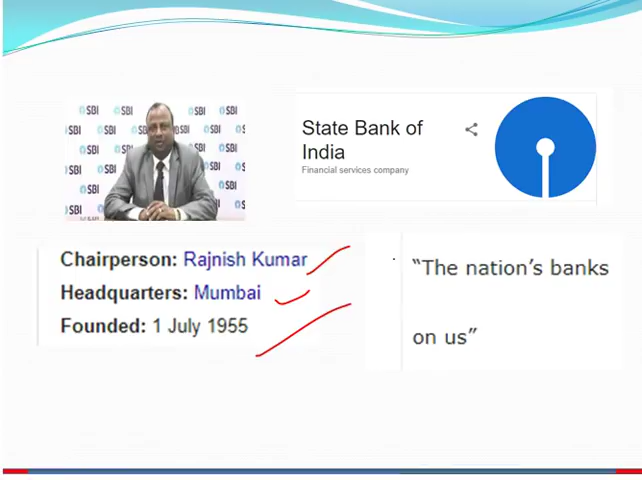 SBI
State Bank of
India
Financial services company
Chairperson: Rajnish Kumar
Headquarters: Mumbai
Founded: 1 July 1955
“The nation’s banks
on us”